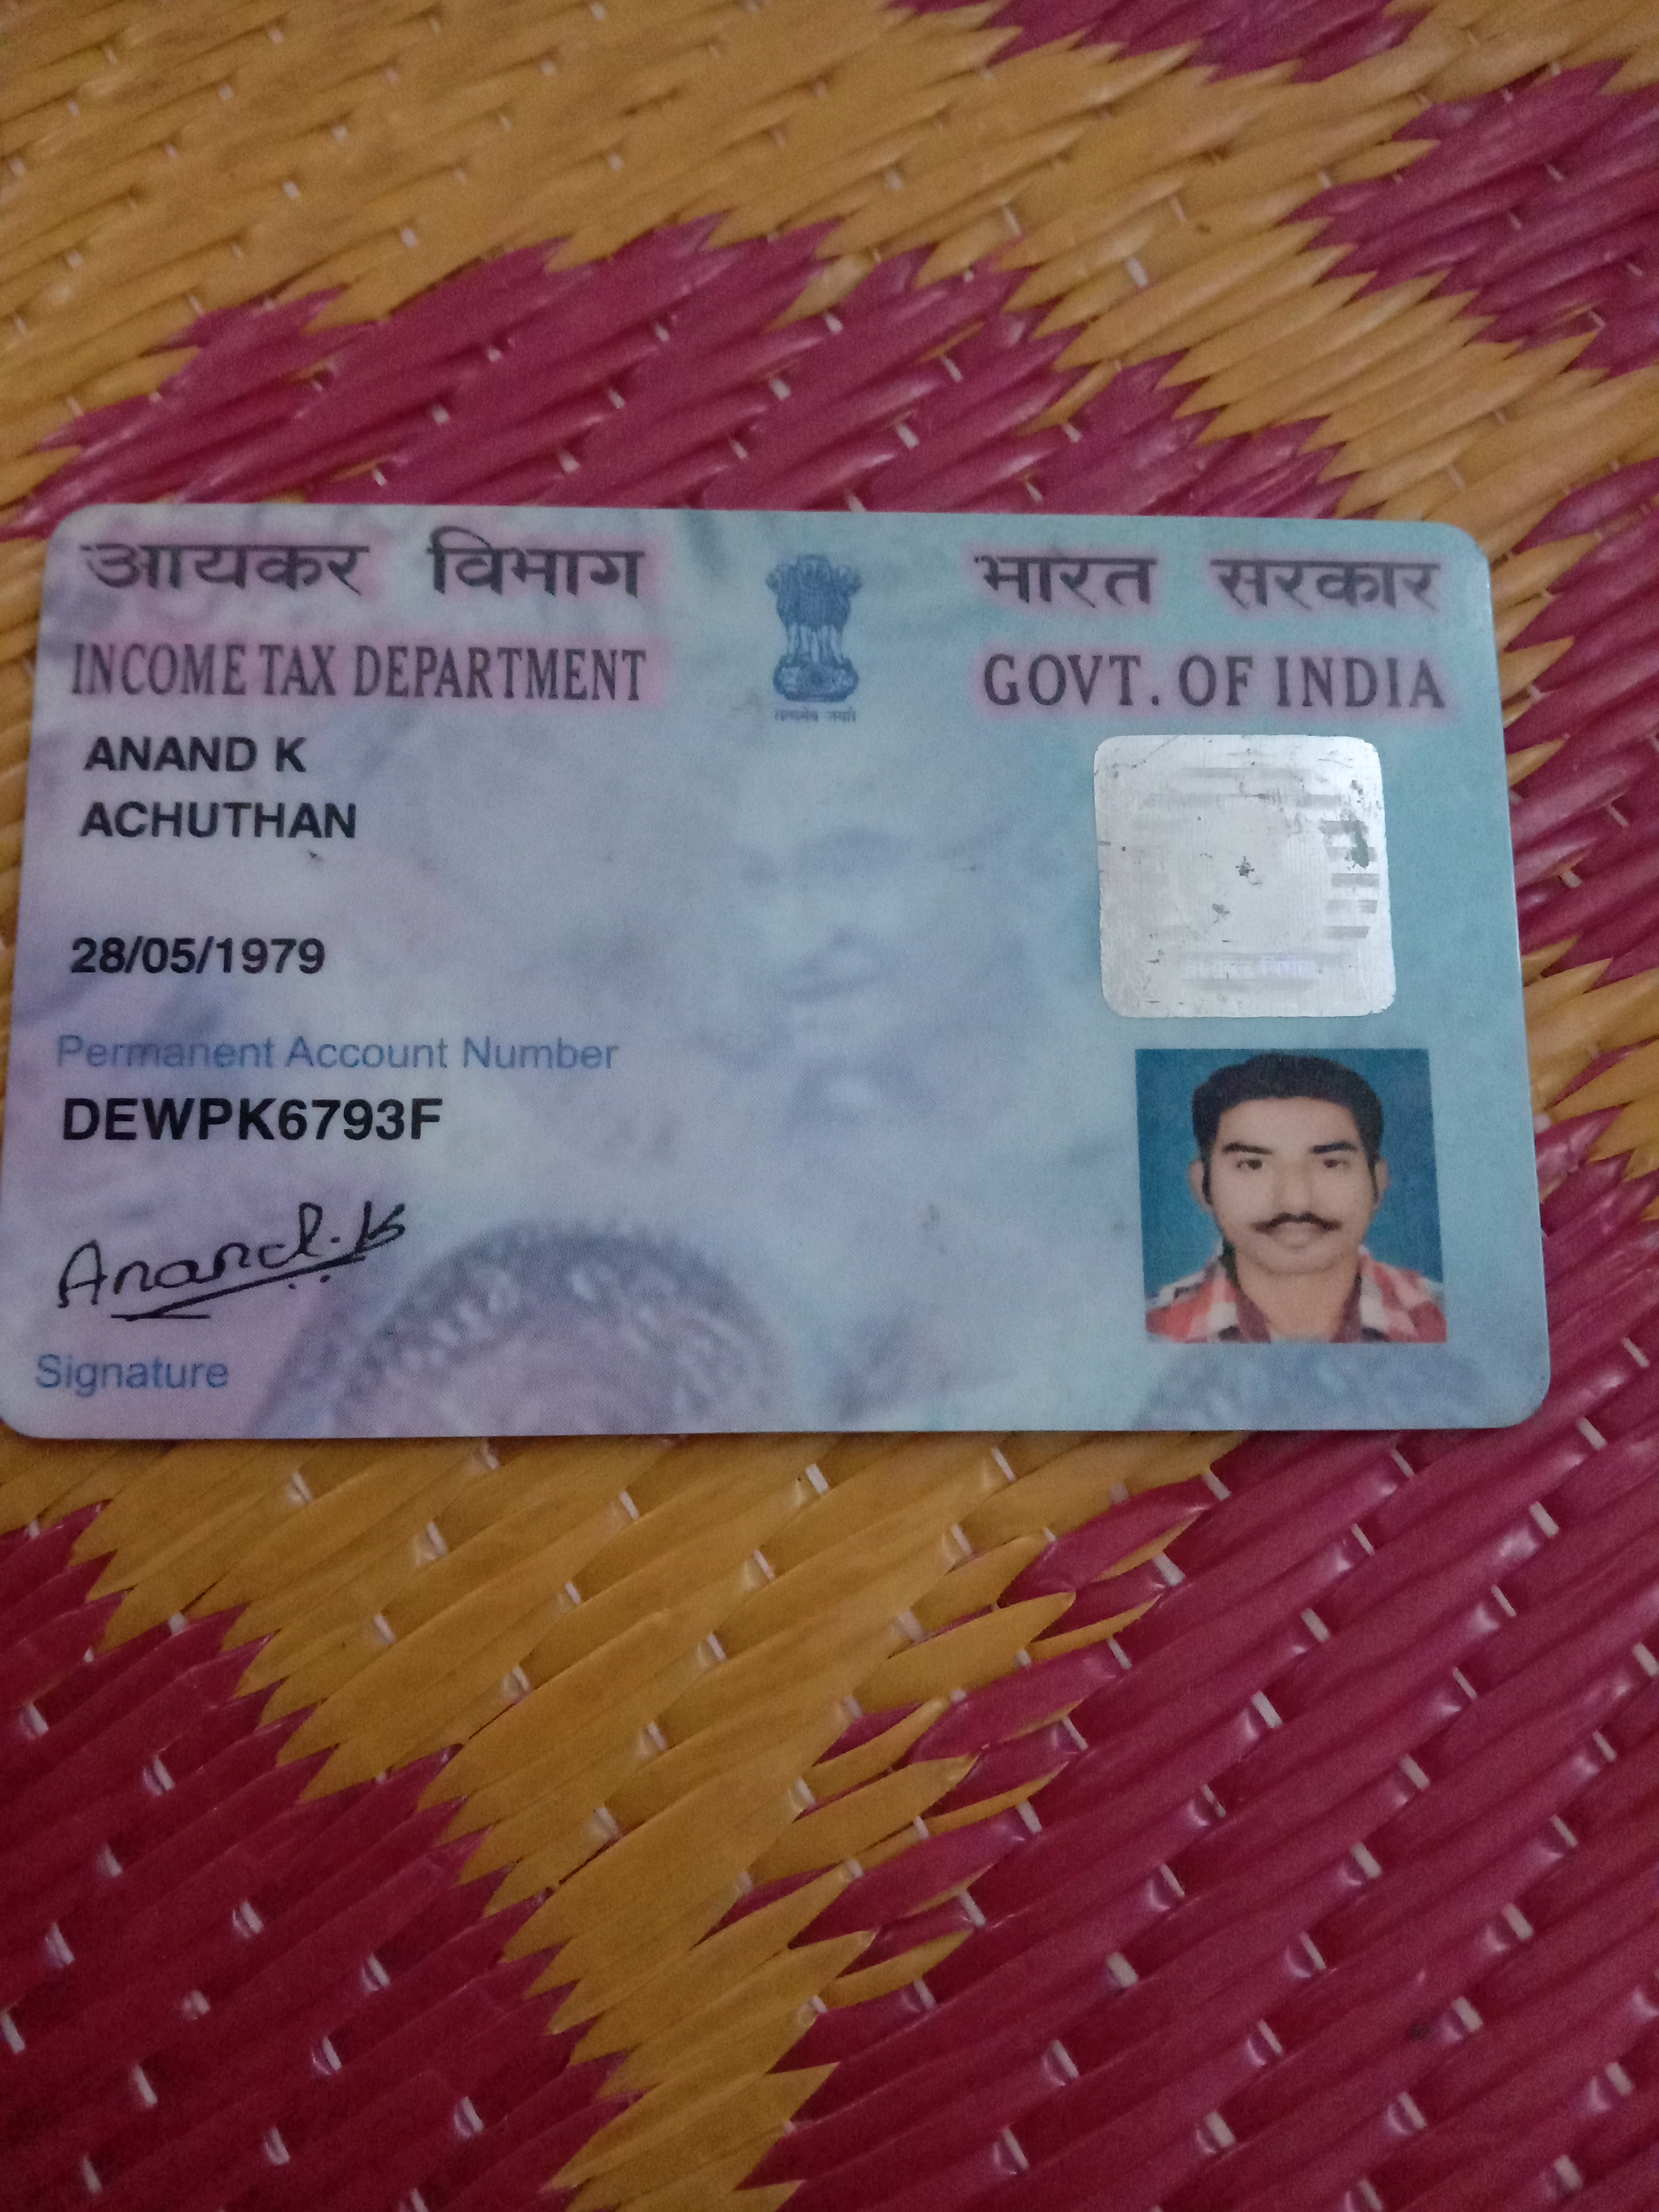 आयकर विभाग
INCOME TAX DEPARTMENT
भारत सरकार
GOVT. OF INDIA
सत्यमेव जयते
ANAND K
ACHUTHAN
28/05/1979
Permanent Account Number
DEWPK6793F
Anand.K
Signature